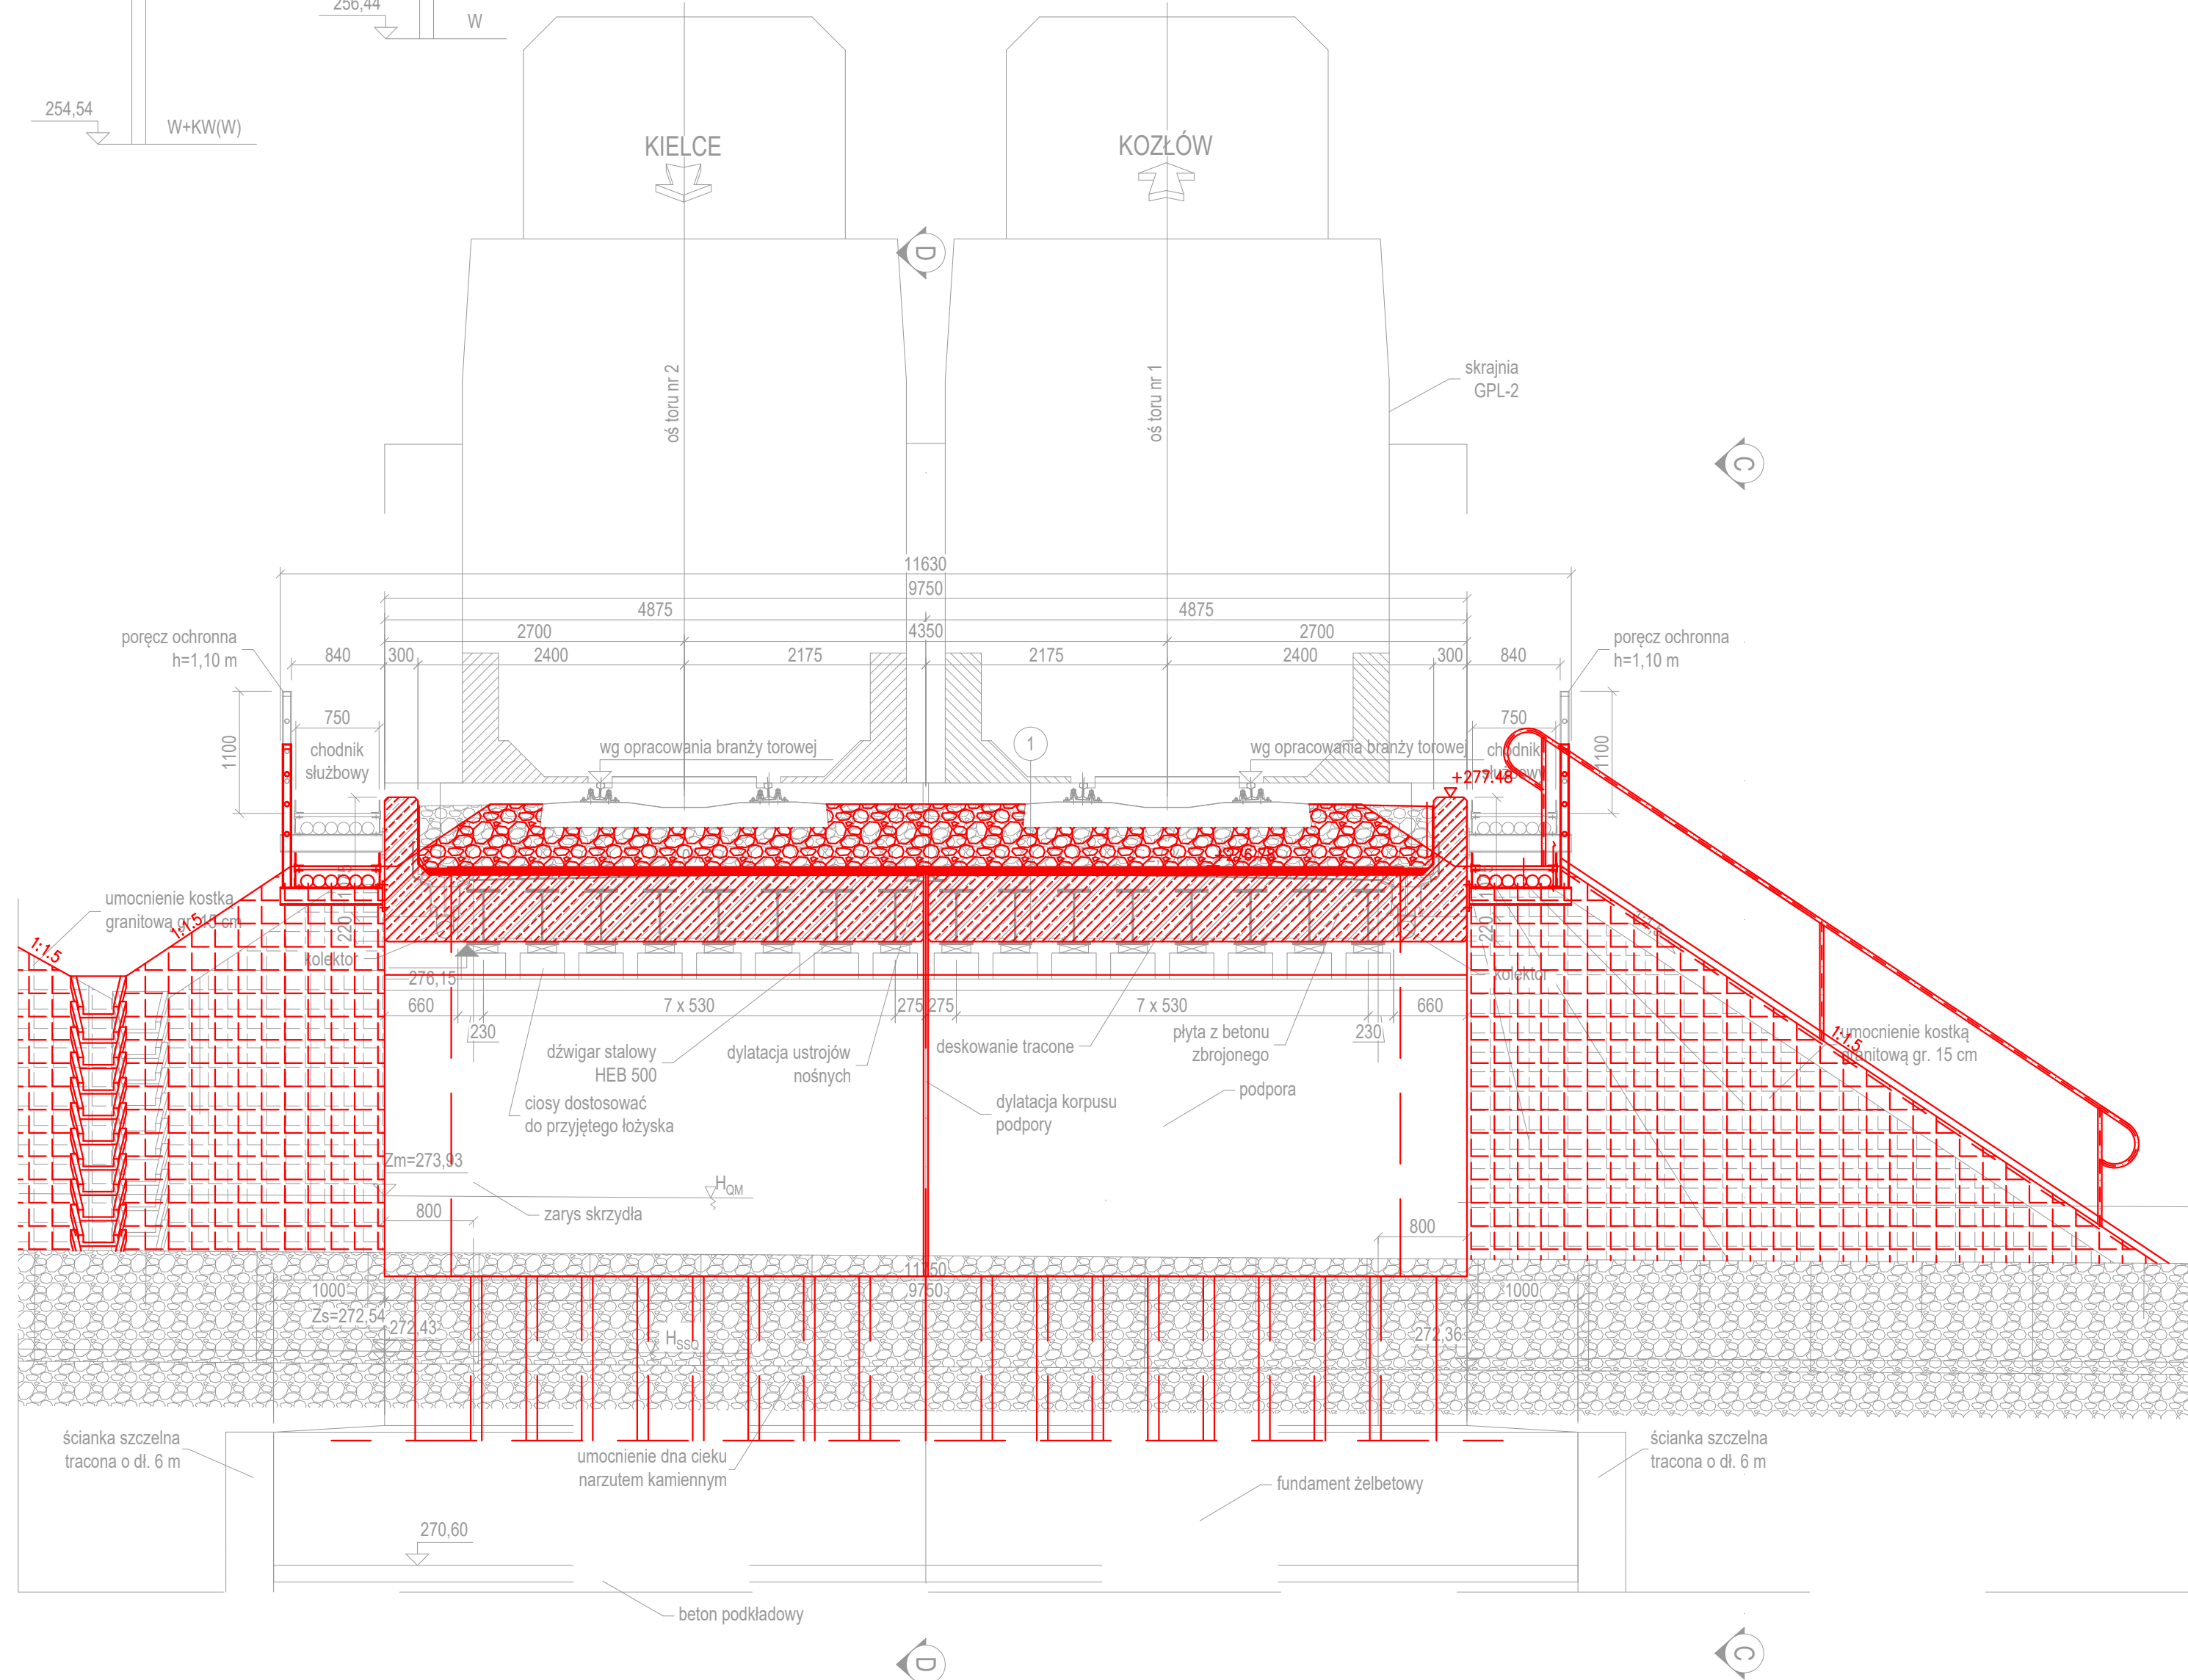 256,44
W
254,54
W+KW(W)
KIELCE
KOZŁÓW
D
oś toru nr 2
oś toru nr 1
skrajnia
GPL-2
C
11630
9750
4875
4875
2700
4350
2700
840
300
2400
2175
2175
2400
300
840
poręcz ochronna
h=1,10 m
poręcz ochronna
h=1,10 m
750
750
1100
1100
chodnik
służbowy
chodnik
służbowy
wg opracowania branży torowej
1
wg opracowania branży torowej
+277.48
umocnienie kostką
granitową gr. 15 cm
1:1.5
1:1.5
220
220
kolektor
kolektor
276,15
660
230
7 x 530
275
275
7 x 530
230
660
dźwigar stalowy
HEB 500
dylatacja ustrojów
nośnych
deskowanie tracone
płyta z betonu
zbrojonego
umocnienie kostką
granitową gr. 15 cm
1:1.5
ciosy dostosować
do przyjętego łożyska
dylatacja korpusu
podpory
podpora
Zm=273,93
HQM
zarys skrzydła
800
800
11750
9750
1000
1000
Zs=272,54
272,43
HSSQ
272,36
ścianka szczelna
tracona o dł. 6 m
umocnienie dna cieku
narzutem kamiennym
fundament żelbetowy
ścianka szczelna
tracona o dł. 6 m
270,60
beton podkładowy
D
C